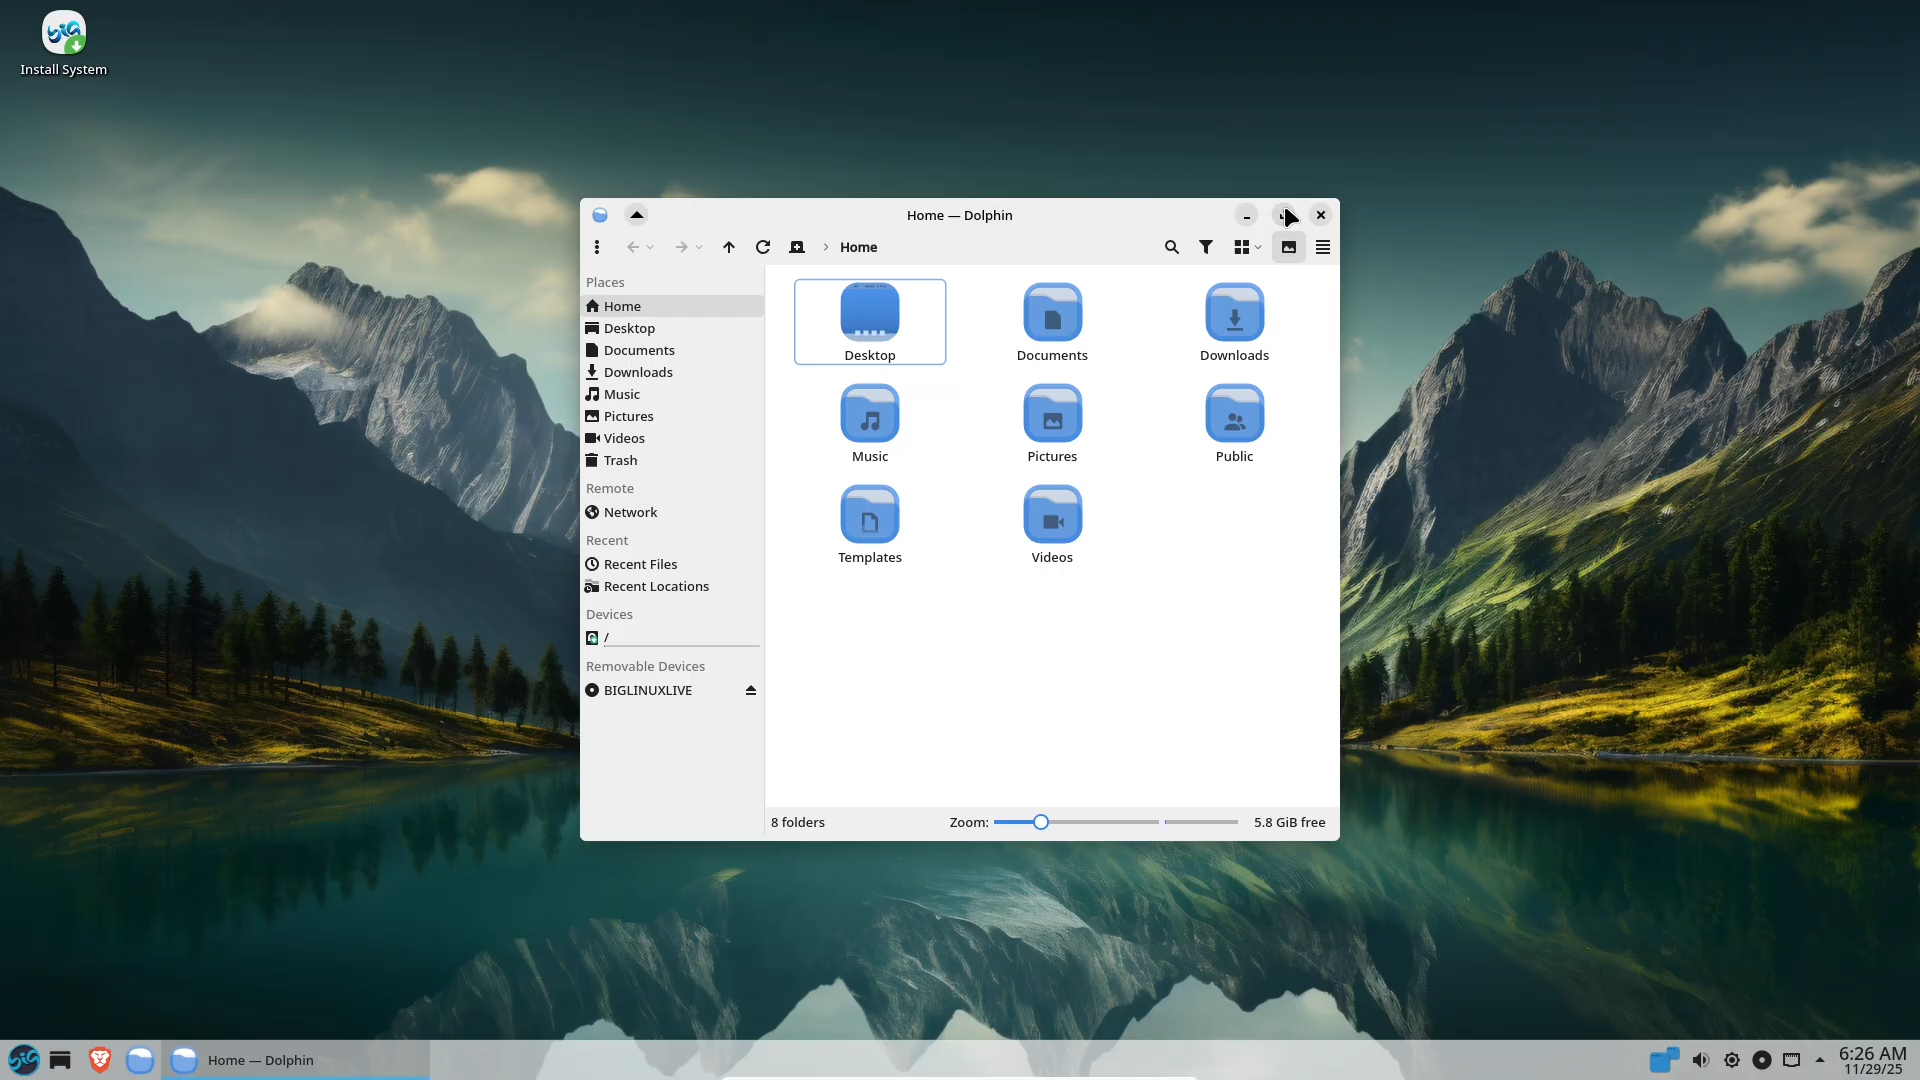 Install System
Home — Dolphin
Home
Places
Home
Desktop
Documents
Downloads
Music
Pictures
Videos
Trash
Remote
Network
Recent
Recent Files
Recent Locations
Devices
/
Removable Devices
BIGLINUXLIVE
Desktop
Documents
Downloads
Music
Pictures
Public
Templates
Videos
8 folders
Zoom:
5.8 GiB free
Home — Dolphin
6:26 AM
11/29/25